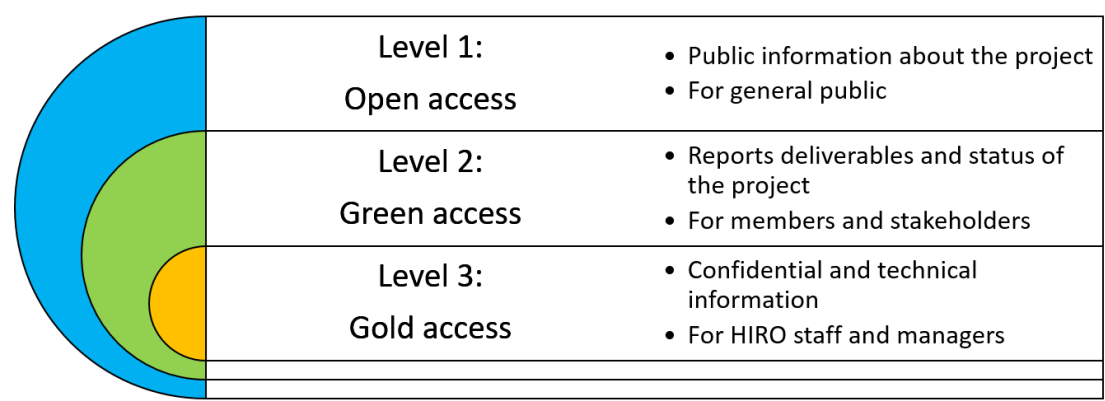 Level 1:
Open access
• Public information about the project
• For general public
Level 2:
Green access
• Reports deliverables and status of
the project
• For members and stakeholders
Level 3:
Gold access
• Confidential and technical
information
• For HIRO staff and managers